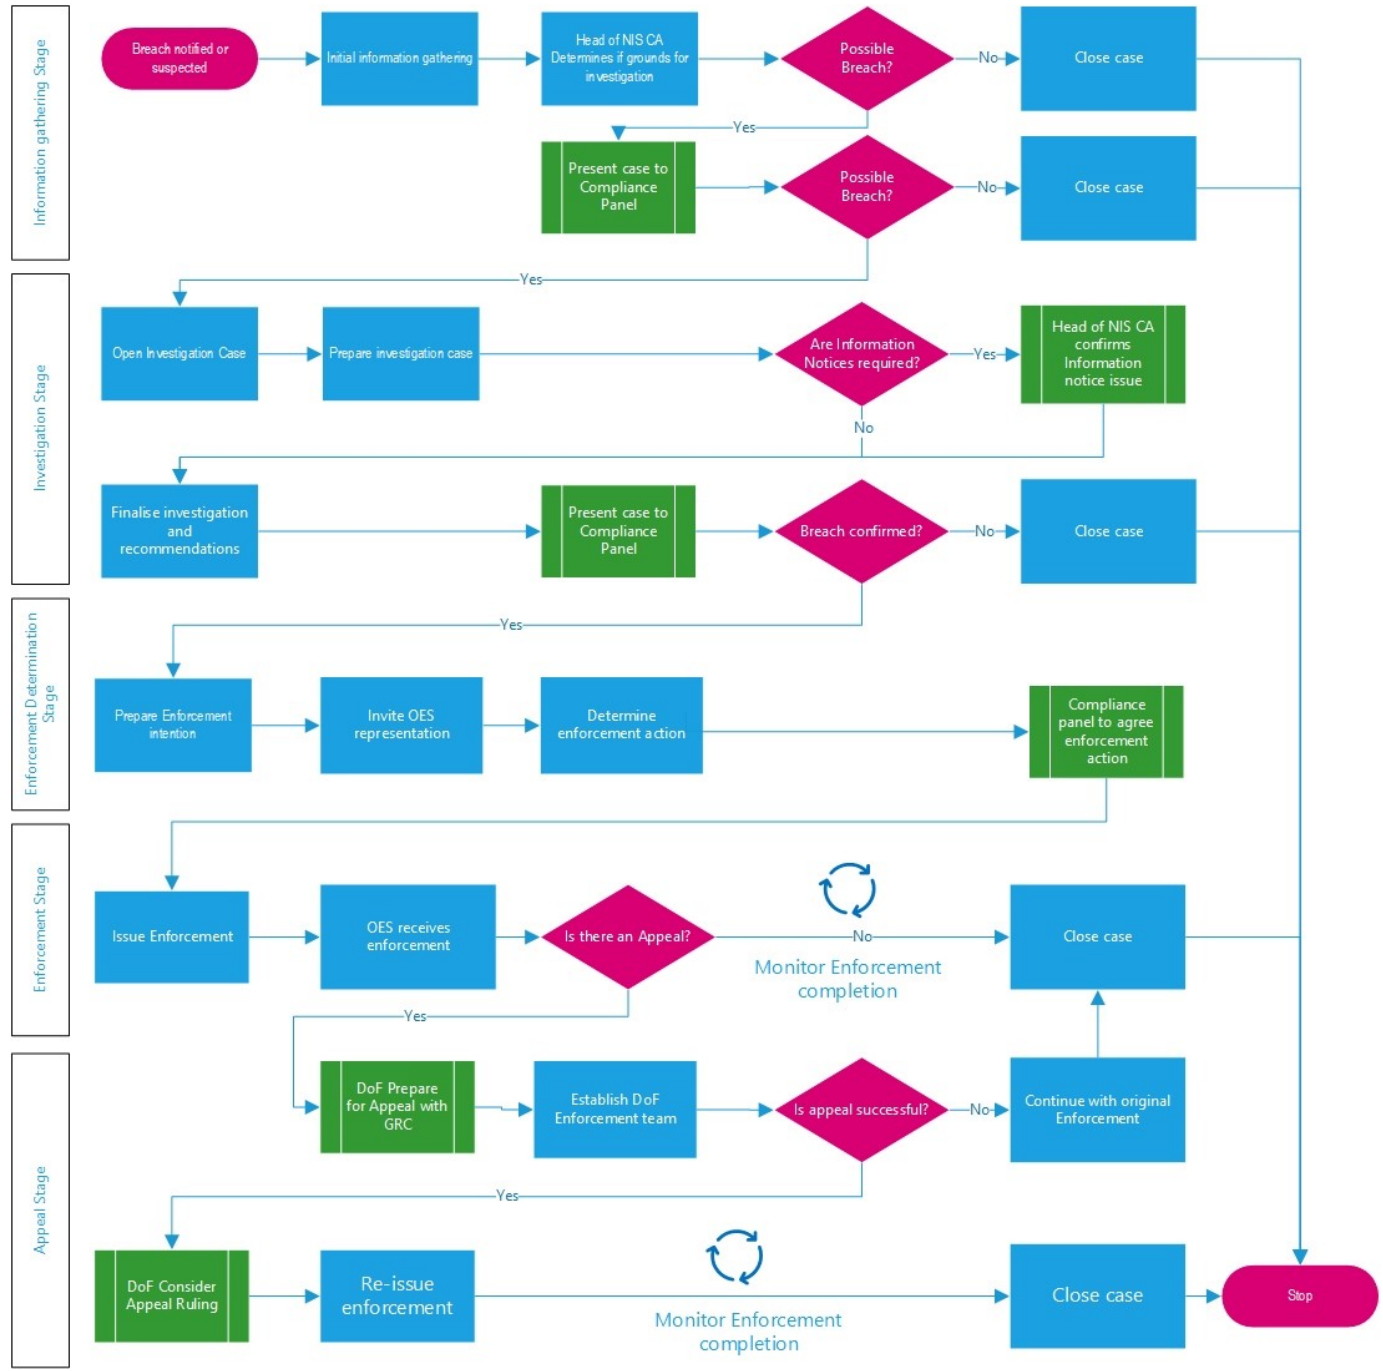 Information gathering Stage
Breach notified or
suspected
Initial information gathering
Head of NIS CA
Determines if grounds for
investigation
Possible
Breach?
No
Close case
Yes
Present case to
Compliance
Panel
Possible
Breach?
No
Close case
Yes
Investigation Stage
Open Investigation Case
Prepare investigation case
Are Information
Notices required?
Yes
Head of NIS CA
confirms
Information
notice issue
No
Finalise investigation
and
recommendations
Present case to
Compliance
Panel
Breach confirmed?
No
Close case
Yes
Enforcement Determination
Stage
Prepare Enforcement
intention
Invite OES
representation
Determine
enforcement action
Compliance
panel to agree
enforcement
action
Enforcement Stage
Issue Enforcement
OES receives
enforcement
Is there an Appeal?
No
Monitor Enforcement
completion
Close case
Yes
Appeal Stage
DoF Prepare
for Appeal with
GRC
Establish DoF
Enforcement team
Is appeal successful?
No
Continue with original
Enforcement
Yes
DoF Consider
Appeal Ruling
Re-issue
enforcement
Monitor Enforcement
completion
Close case
Stop